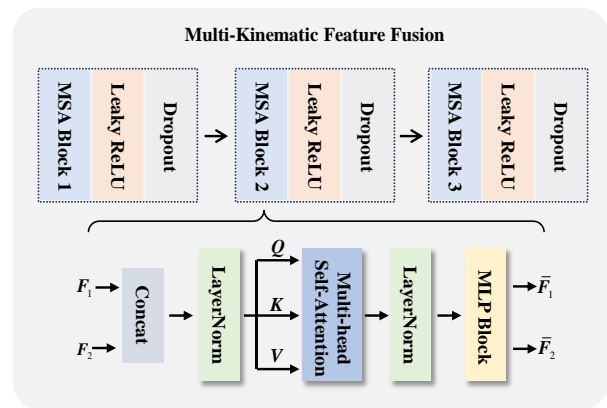 Multi-Kinematic Feature Fusion
MSA Block 1
Leaky ReLU
Dropout
MSA Block 2
Leaky ReLU
Dropout
MSA Block 3
Leaky ReLU
Dropout
F₁
F₂
Concat
LayerNorm
Q
K
V
Multi-head
Self-Attention
LayerNorm
MLP Block
F̅₁
F̅₂